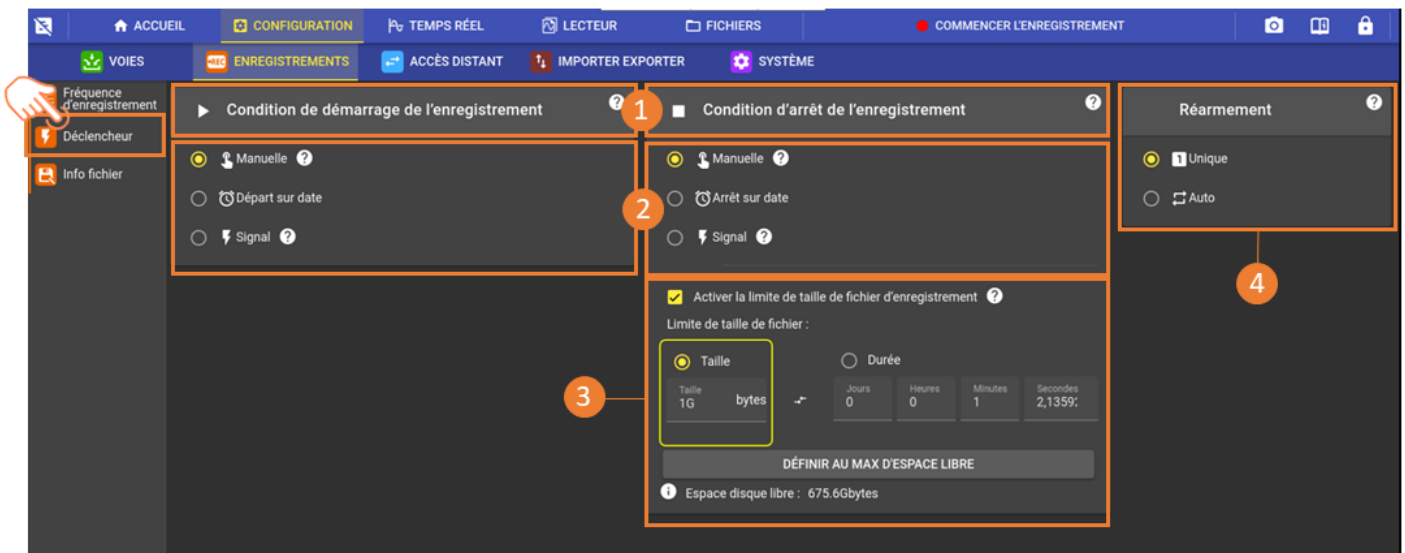 ACCUEIL
CONFIGURATION
TEMPS RÉEL
LECTEUR
FICHIERS
COMMENCER L'ENREGISTREMENT
VOIES
REC
ENREGISTREMENTS
ACCÈS DISTANT
IMPORTER EXPORTER
SYSTÈME
Fréquence
d'enregistrement
Déclencheur
Info fichier
Condition de démarrage de l'enregistrement
?
1
Condition d'arrêt de l'enregistrement
?
Réarmement
?
Manuelle ?
Départ sur date
Signal ?
2
Manuelle ?
Arrêt sur date
Signal ?
1 Unique
Auto
4
3
Activer la limite de taille de fichier d'enregistrement ?
Limite de taille de fichier :
Taille
Durée
Taille
1G
bytes
Jours
0
Heures
0
Minutes
1
Secondes
2,1359
DÉFINIR AU MAX D'ESPACE LIBRE
Espace disque libre : 675.6Gbytes